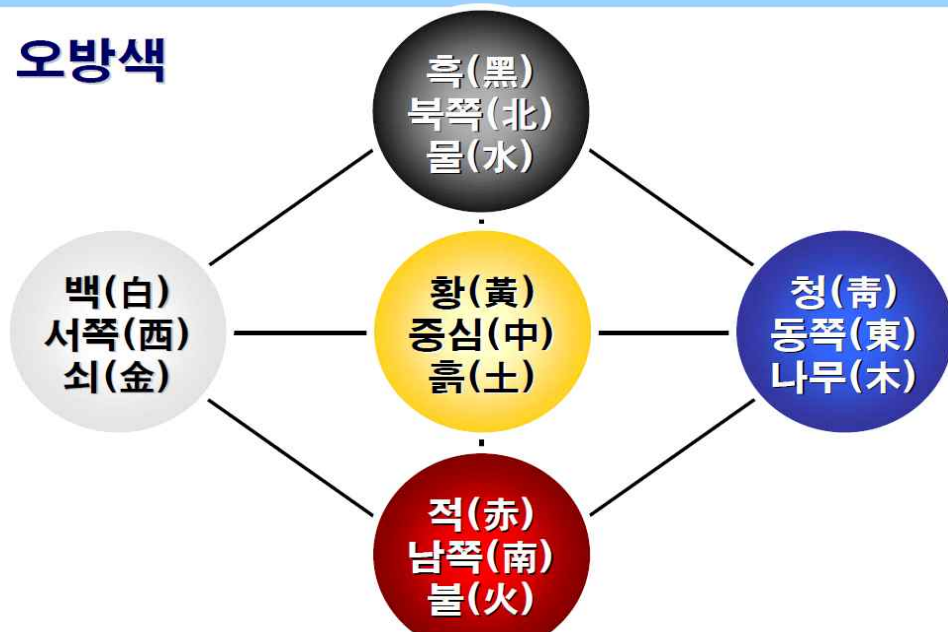 오방색
흑(黑)
북쪽(北)
물(水)
백(白)
서쪽(西)
쇠(金)
황(黃)
중심(中)
흙(土)
청(靑)
동쪽(東)
나무(木)
적(赤)
남쪽(南)
불(火)